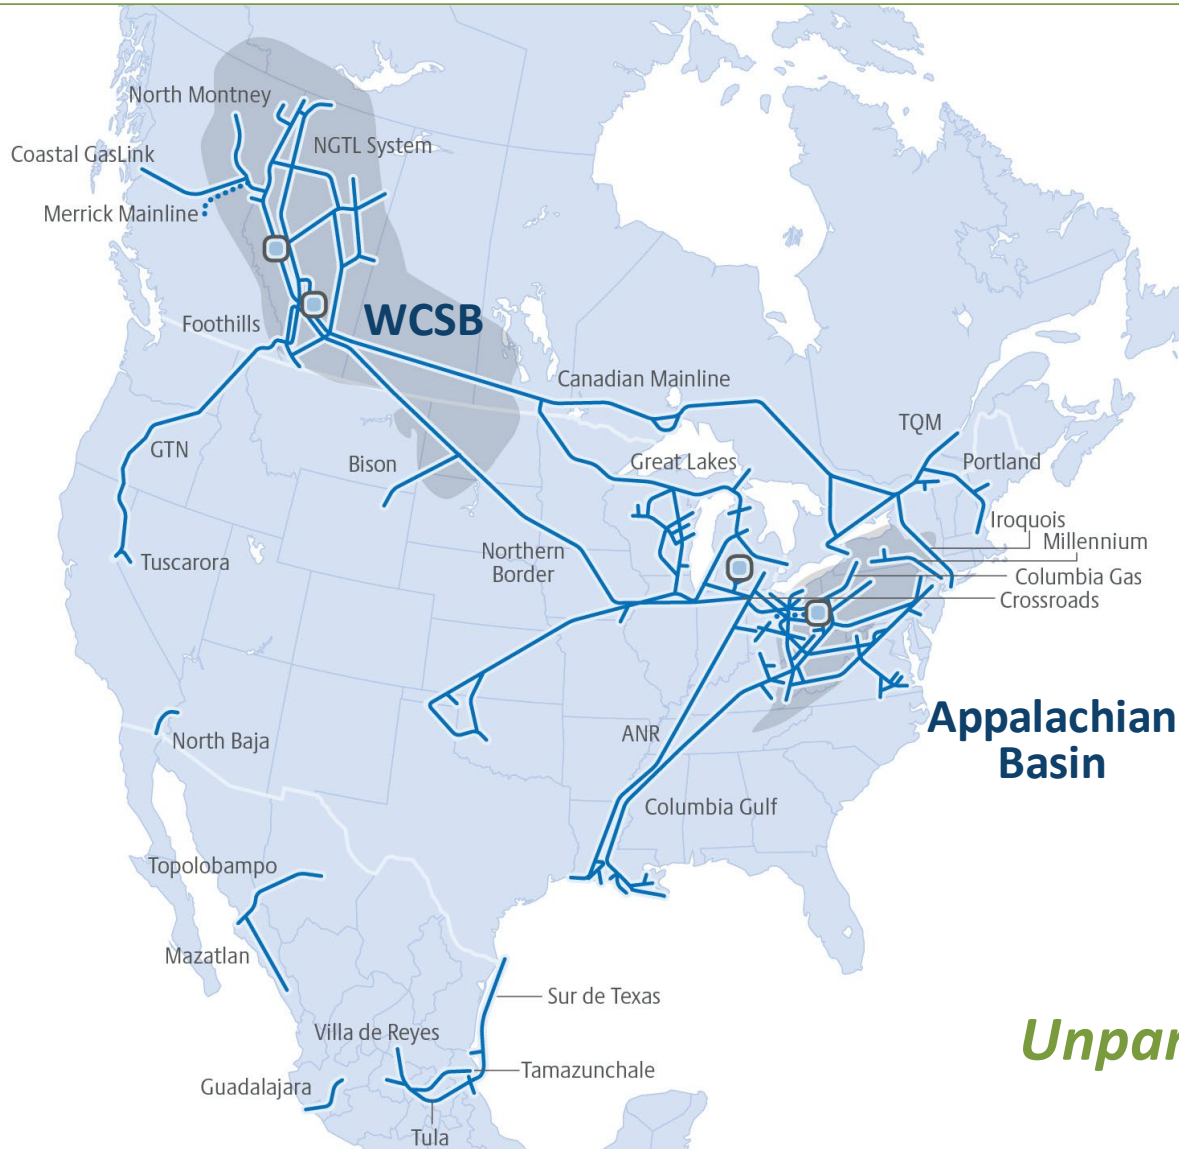 North Montney
Coastal GasLink
NGTL System
Merrick Mainline
WCSB
Foothills
Canadian Mainline
TQM
GTN
Bison
Great Lakes
Portland
Iroquois
Millennium
Northern
Border
Tuscarora
Columbia Gas
Crossroads
Appalachian
Basin
ANR
North Baja
Columbia Gulf
Topolobampo
Mazatlan
Sur de Texas
Villa de Reyes
Tamazunchale
Guadalajara
Tula